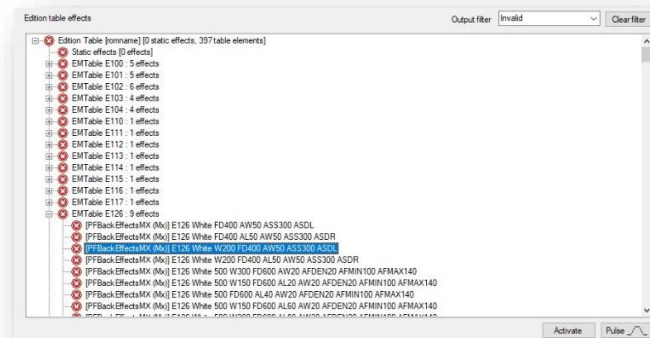 Edition table effects Output filter Invalid Clear filter
Edition Table [romname] [0 static effects, 397 table elements]
Static effects [0 effects]
EMTable E100 : 5 effects
EMTable E101 : 5 effects
EMTable E102 : 6 effects
EMTable E103 : 4 effects
EMTable E104 : 4 effects
EMTable E110 : 1 effects
EMTable E111 : 1 effects
EMTable E112 : 1 effects
EMTable E113 : 1 effects
EMTable E114 : 1 effects
EMTable E115 : 1 effects
EMTable E116 : 1 effects
EMTable E117 : 1 effects
EMTable E126 : 9 effects
[PFBackEffectsMX (Mx)] E126 White FD400 AW50 ASS300 ASDL
[PFBackEffectsMX (Mx)] E126 White FD400 AL50 AW50 ASS300 ASDR
[PFBackEffectsMX (Mx)] E126 White W200 FD400 AW50 ASS300 ASDL
[PFBackEffectsMX (Mx)] E126 White W200 FD400 AL50 AW50 ASS300 ASDR
[PFBackEffectsMX (Mx)] E126 White 500 W300 FD600 AW20 AFDEN20 AFMIN100 AFMAX140
[PFBackEffectsMX (Mx)] E126 White 500 W150 FD600 AL20 AW20 AFDEN20 AFMIN100 AFMAX140
[PFBackEffectsMX (Mx)] E126 White 500 FD600 AL40 AW20 AFDEN20 AFMIN100 AFMAX140
[PFBackEffectsMX (Mx)] E126 White 500 W150 FD600 AL60 AW20 AFDEN20 AFMIN100 AFMAX140
Activate Pulse